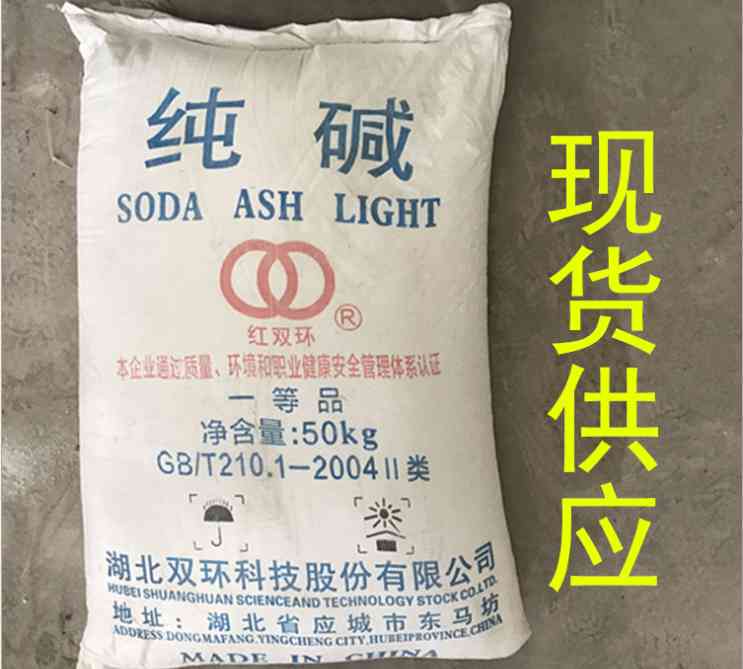 纯碱
SODA ASH LIGHT
红双环®
本企业通过质量、环境和职业健康安全管理体系认证
一等品
净含量:50kg
GB/T210.1-2004Ⅱ类
湖北双环科技股份有限公司
HUBEI SHUANGHUAN SCIENCEAND TECHNOLOGY STOCK CO.LTD.
地址:湖北省应城市东马坊
ADDRESS DONGMAFANG,YINGCHENG CITY,HUBEIPROVINCE,CHINA
MADE IN CHINA
现货供应